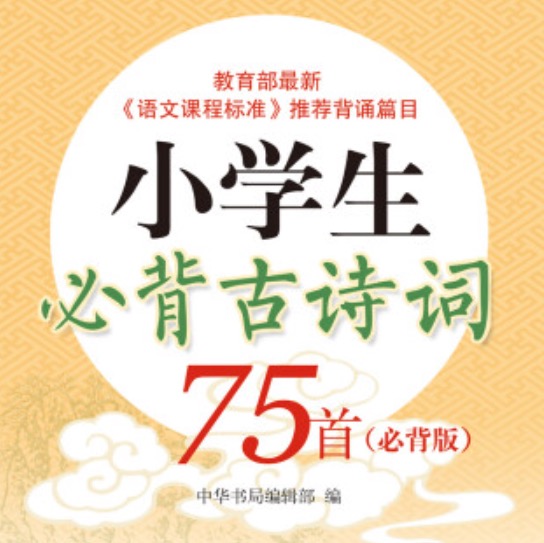 教育部最新
《语文课程标准》推荐背诵篇目
小学生
必背古诗词
75首(必背版)
中华书局编辑部 编